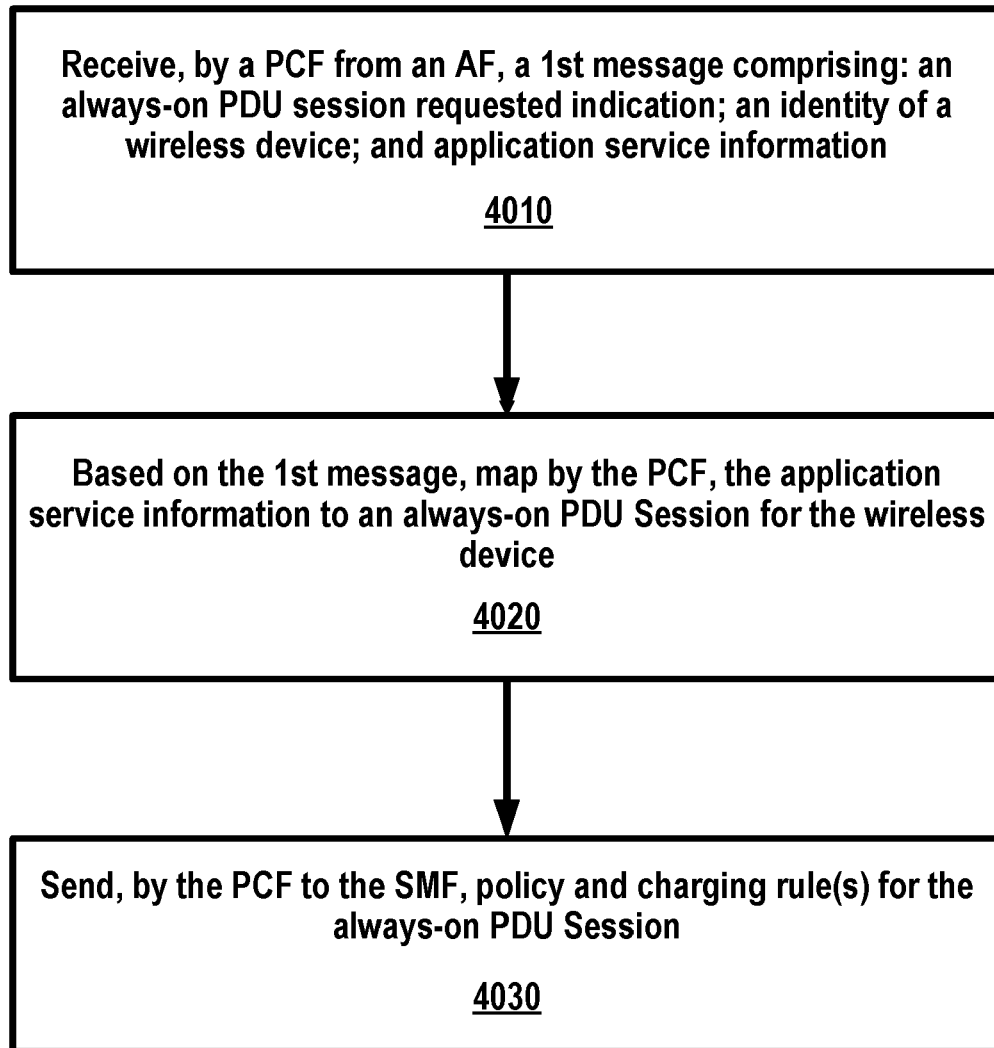 Receive, by a PCF from an AF, a 1st message comprising: an
always-on PDU session requested indication; an identity of a
wireless device; and application service information
4010
Based on the 1st message, map by the PCF, the application
service information to an always-on PDU Session for the wireless
device
4020
Send, by the PCF to the SMF, policy and charging rule(s) for the
always-on PDU Session
4030